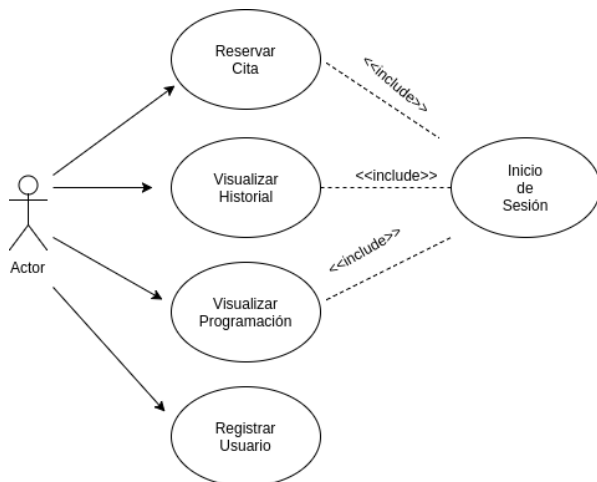 Reservar
Cita
<<include>>
Visualizar
Historial
<<include>>
Inicio
de
Sesión
Actor
<<include>>
Visualizar
Programación
Registrar
Usuario